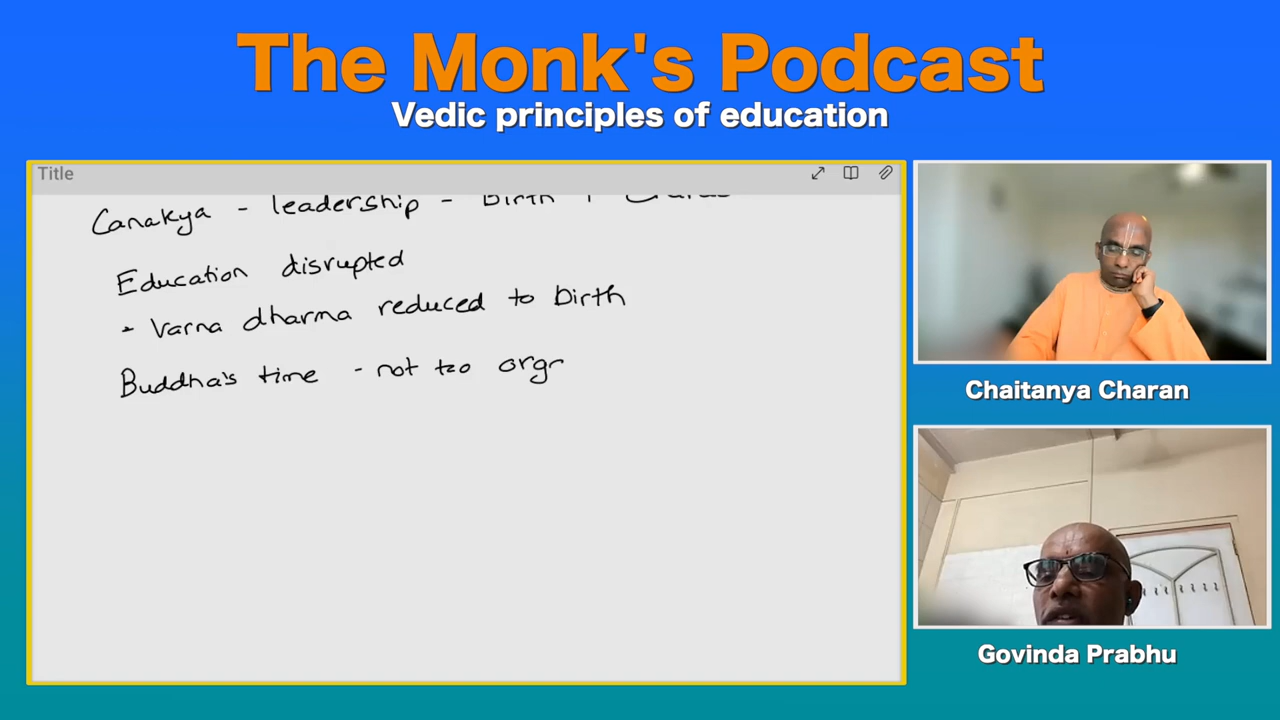 The Monk's Podcast
Vedic principles of education
Title
Canakya - leadership - Birth
Education disrupted
- Varna dharma reduced to birth
Buddha's time - not too orgr
Chaitanya Charan
Govinda Prabhu